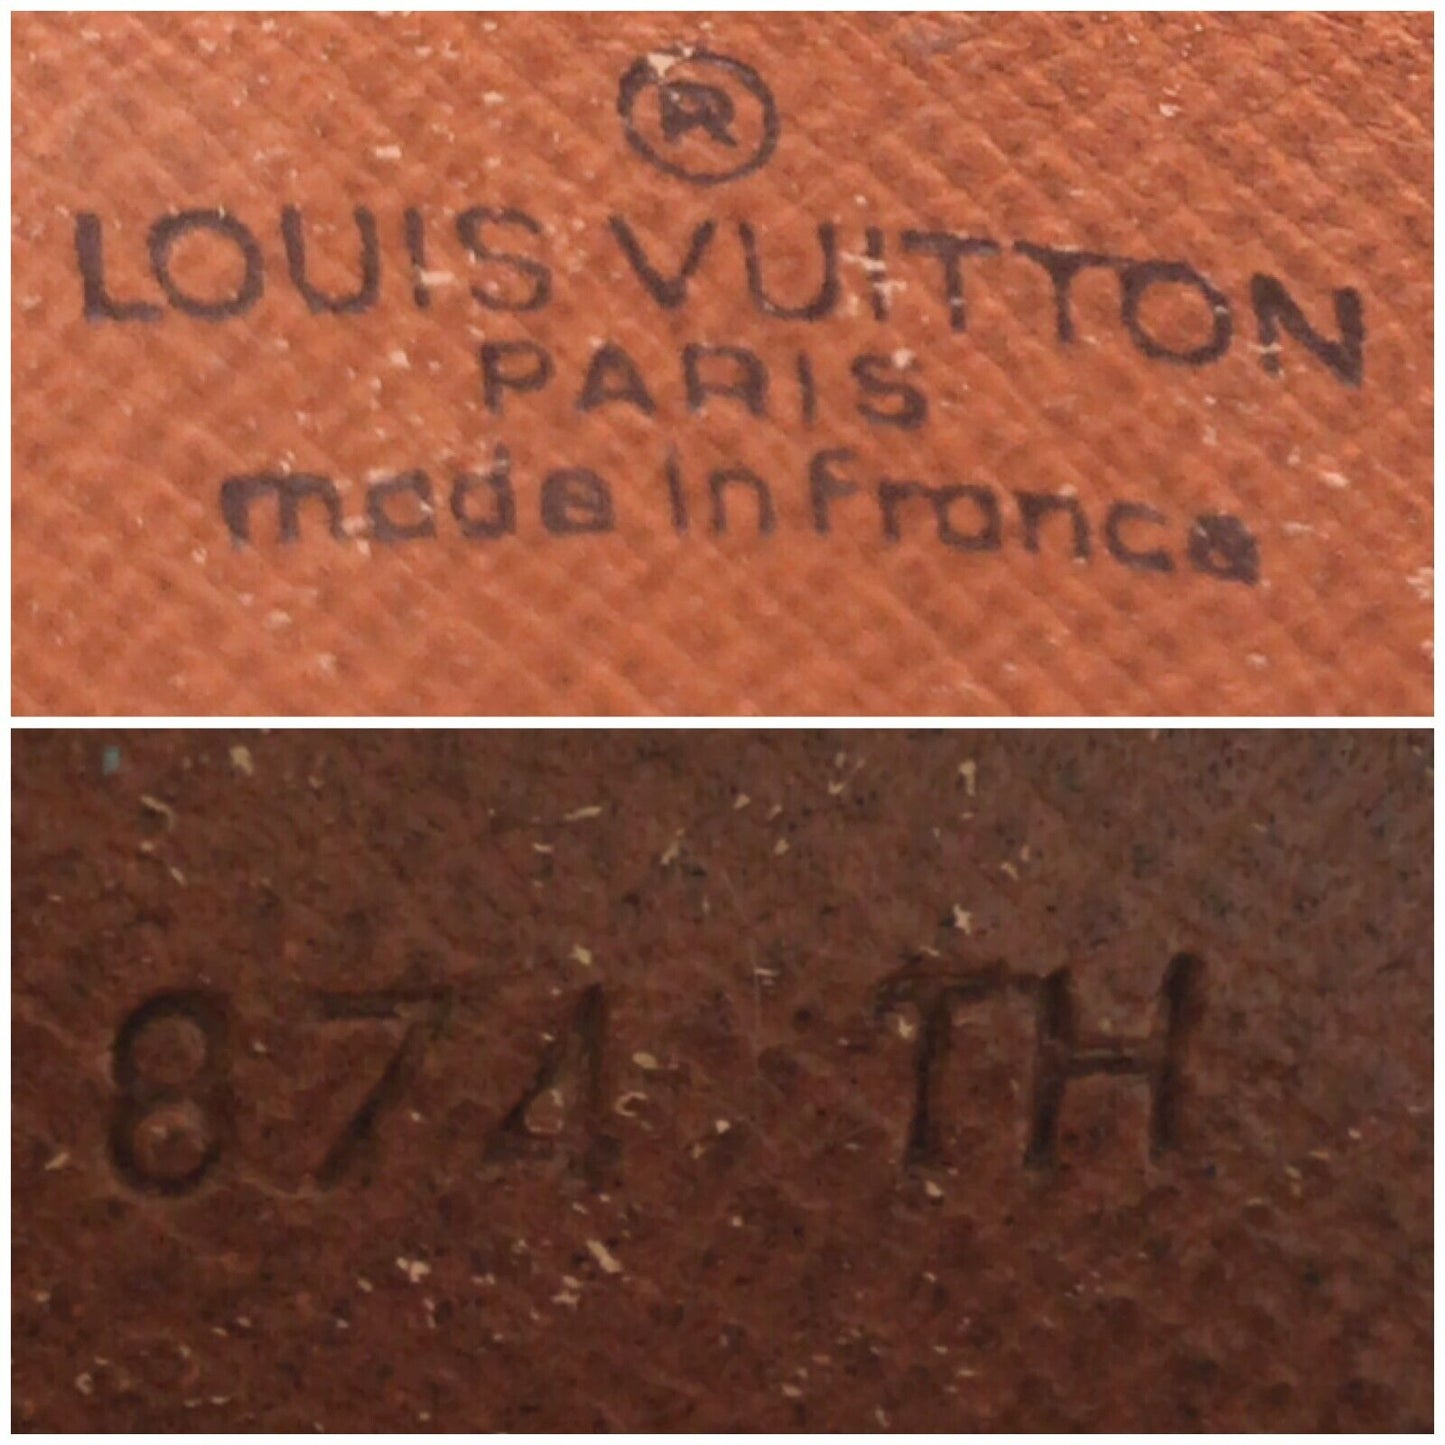 ®
LOUIS VUITTON
PARIS
made in France
874 TH